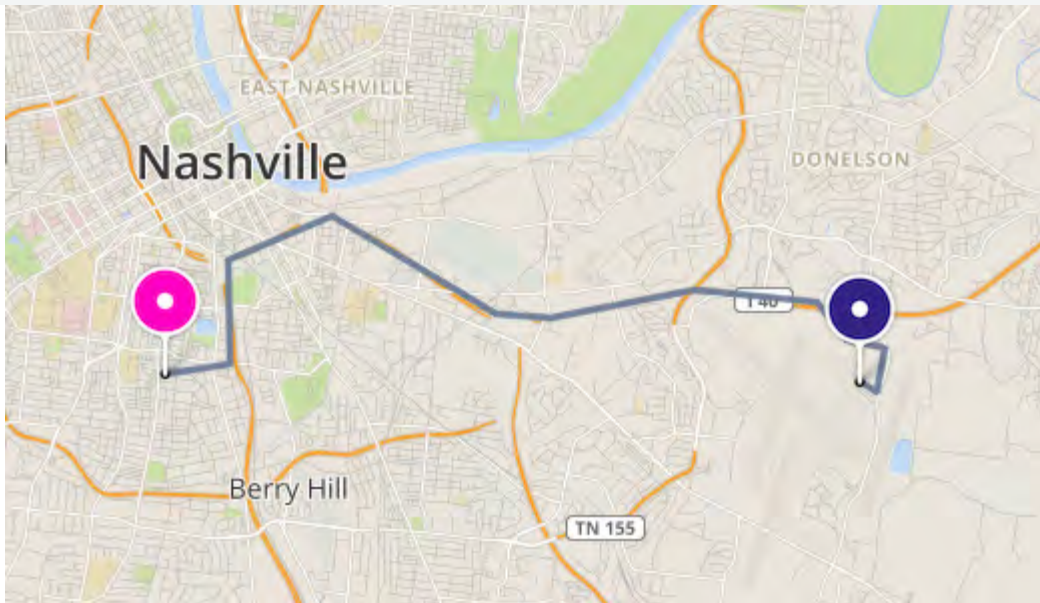 EAST NASHVILLE
Nashville
DONELSON
I 40
Berry Hill
TN 155